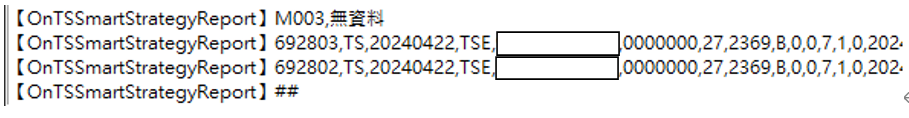 【OnTSSmartStrategyReport】M003,無資料
【OnTSSmartStrategyReport】692803,TS,20240422,TSE, ,0000000,27,2369,B,0,0,7,1,0,202
【OnTSSmartStrategyReport】692802,TS,20240422,TSE, ,0000000,27,2369,B,0,0,7,1,0,202
【OnTSSmartStrategyReport】##